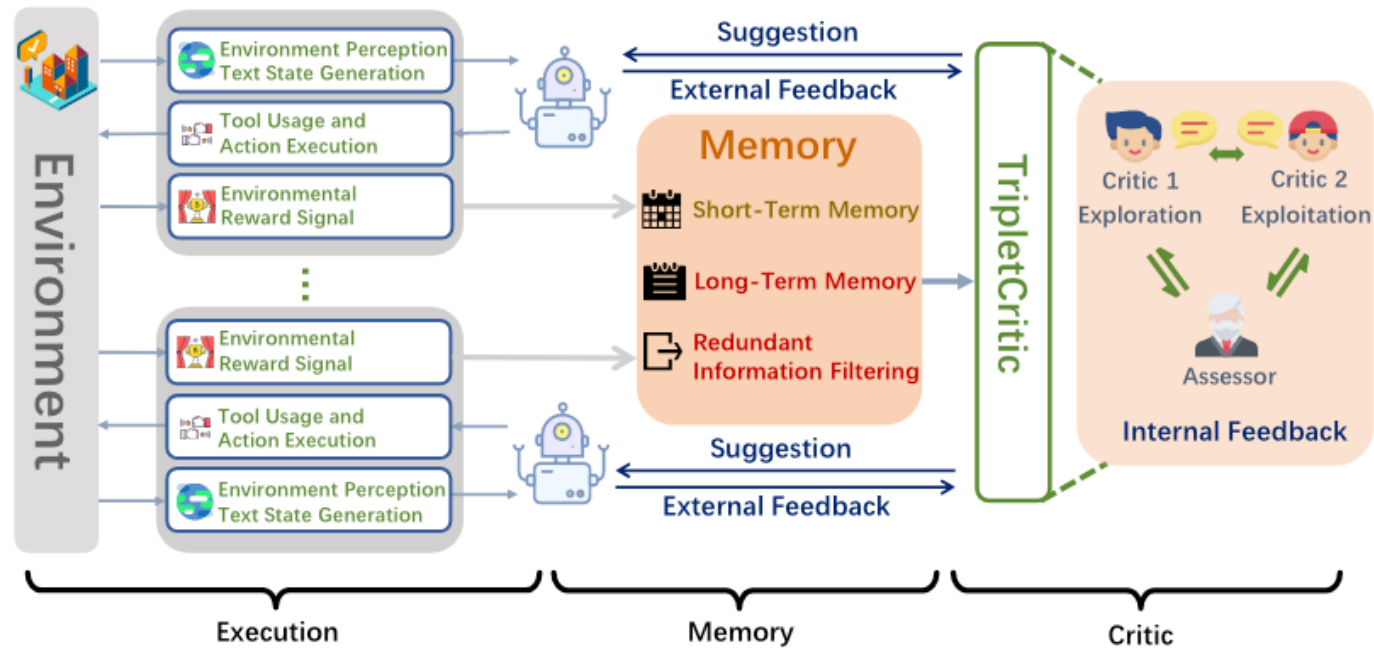 Environment
Environment Perception
Text State Generation
Tool Usage and
Action Execution
Environmental
Reward Signal
Environmental
Reward Signal
Tool Usage and
Action Execution
Environment Perception
Text State Generation
Suggestion
External Feedback
Memory
Short-Term Memory
Long-Term Memory
Redundant
Information Filtering
Suggestion
External Feedback
TripletCritic
Critic 1
Exploration
Critic 2
Exploitation
Assessor
Internal Feedback
Execution
Memory
Critic